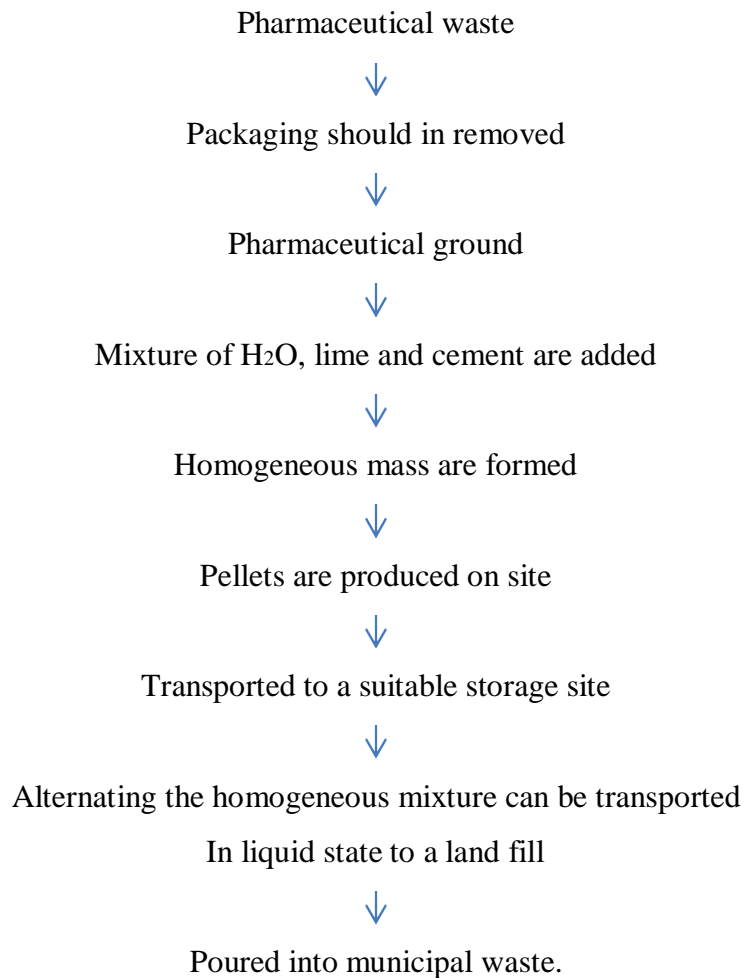 Pharmaceutical waste
Packaging should in removed
Pharmaceutical ground
Mixture of H2O, lime and cement are added
Homogeneous mass are formed
Pellets are produced on site
Transported to a suitable storage site
Alternating the homogeneous mixture can be transported
In liquid state to a land fill
Poured into municipal waste.